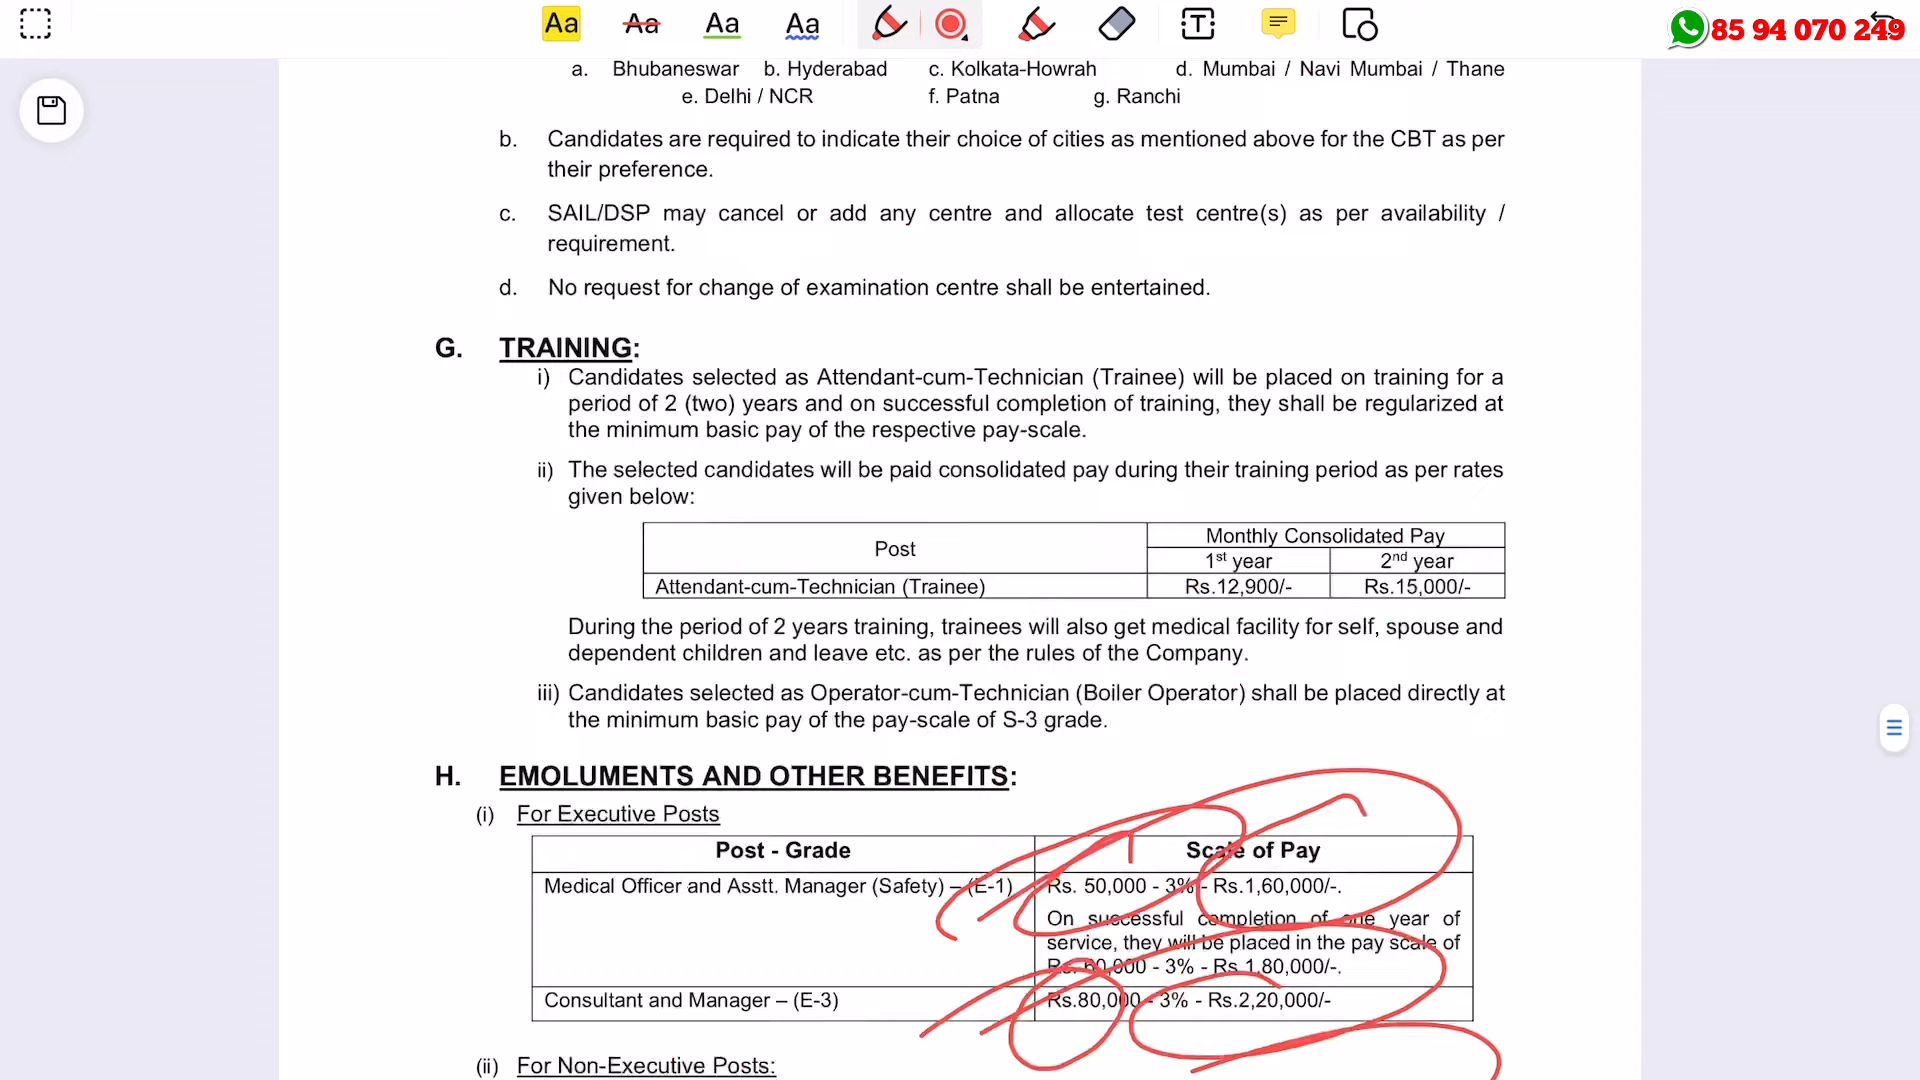 Aa Aa Aa Aa T
85 94 070 249
a. Bhubaneswar b. Hyderabad c. Kolkata-Howrah d. Mumbai / Navi Mumbai / Thane
e. Delhi / NCR f. Patna g. Ranchi
b. Candidates are required to indicate their choice of cities as mentioned above for the CBT as per
their preference.
c. SAIL/DSP may cancel or add any centre and allocate test centre(s) as per availability /
requirement.
d. No request for change of examination centre shall be entertained.
G. TRAINING:
i) Candidates selected as Attendant-cum-Technician (Trainee) will be placed on training for a
period of 2 (two) years and on successful completion of training, they shall be regularized at
the minimum basic pay of the respective pay-scale.
ii) The selected candidates will be paid consolidated pay during their training period as per rates
given below:
Post Monthly Consolidated Pay
1st year 2nd year
Attendant-cum-Technician (Trainee) Rs.12,900/- Rs.15,000/-
During the period of 2 years training, trainees will also get medical facility for self, spouse and
dependent children and leave etc. as per the rules of the Company.
iii) Candidates selected as Operator-cum-Technician (Boiler Operator) shall be placed directly at
the minimum basic pay of the pay-scale of S-3 grade.
H. EMOLUMENTS AND OTHER BENEFITS:
(i) For Executive Posts
Post - Grade Scale of Pay
Medical Officer and Asstt. Manager (Safety) – (E-1) Rs. 50,000 - 3% - Rs.1,60,000/-.
On successful completion of one year of
service, they will be placed in the pay scale of
Rs. 60,000 - 3% - Rs.1,80,000/-.
Consultant and Manager – (E-3) Rs.80,000 - 3% - Rs.2,20,000/-
(ii) For Non-Executive Posts: